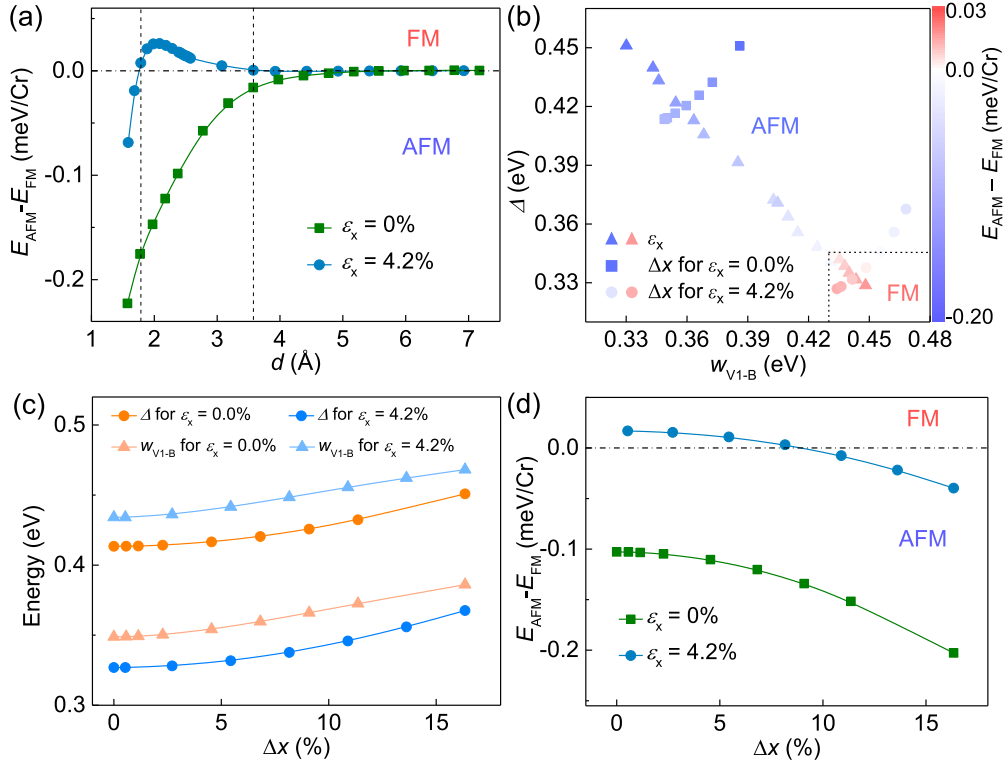 (a)
FM
AFM
0.0
-0.1
-0.2
E_AFM-E_FM (meV/Cr)
ε_x = 0%
ε_x = 4.2%
1 2 3 4 5 6 7
d (Å)
(b)
0.45
0.42
0.39
0.36
0.33
Δ (eV)
AFM
ε_x
Δx for ε_x = 0.0%
Δx for ε_x = 4.2%
FM
0.33 0.36 0.39 0.42 0.45 0.48
w_V1-B (eV)
0.03
0.0
-0.20
E_AFM – E_FM (meV/Cr)
(c)
Δ for ε_x = 0.0% Δ for ε_x = 4.2%
w_V1-B for ε_x = 0.0% w_V1-B for ε_x = 4.2%
0.5
0.4
0.3
Energy (eV)
0 5 10 15
Δx (%)
(d)
FM
AFM
0.0
-0.1
-0.2
E_AFM-E_FM (meV/Cr)
ε_x = 0%
ε_x = 4.2%
0 5 10 15
Δx (%)